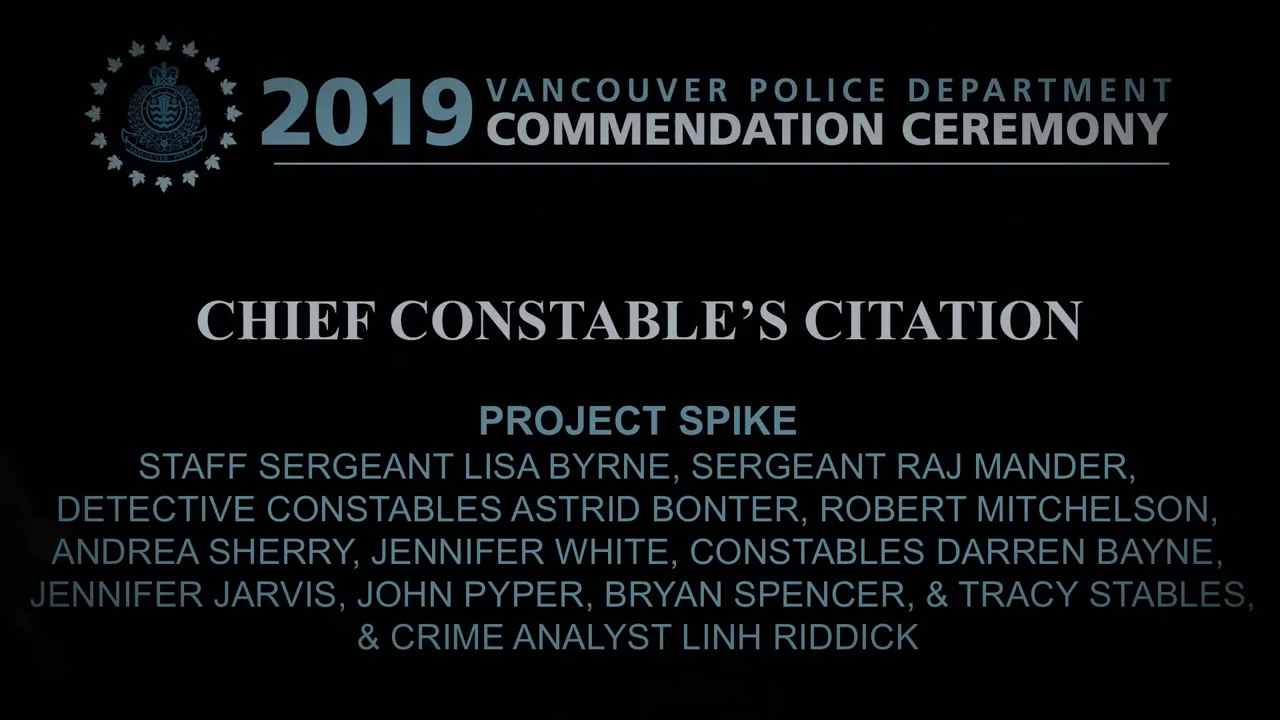 2019 VANCOUVER POLICE DEPARTMENT
COMMENDATION CEREMONY
VANCOUVER POLICE
CHIEF CONSTABLE’S CITATION
PROJECT SPIKE
STAFF SERGEANT LISA BYRNE, SERGEANT RAJ MANDER,
DETECTIVE CONSTABLES ASTRID BONTER, ROBERT MITCHELSON,
ANDREA SHERRY, JENNIFER WHITE, CONSTABLES DARREN BAYNE,
JENNIFER JARVIS, JOHN PYPER, BRYAN SPENCER, & TRACY STABLES,
& CRIME ANALYST LINH RIDDICK